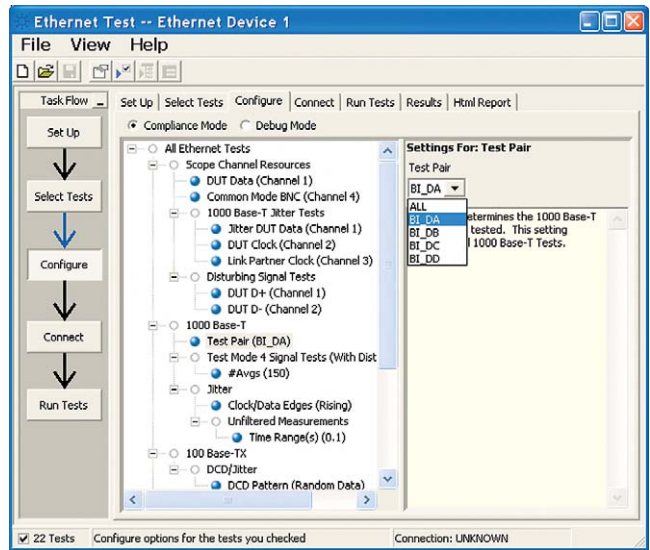 Ethernet Test -- Ethernet Device 1
File View Help
Task Flow
Set Up
Select Tests
Configure
Connect
Run Tests
Set Up Select Tests Configure Connect Run Tests Results Html Report
Compliance Mode Debug Mode
All Ethernet Tests
Scope Channel Resources
DUT Data (Channel 1)
Common Mode BNC (Channel 4)
1000 Base-T Jitter Tests
Jitter DUT Data (Channel 1)
DUT Clock (Channel 2)
Link Partner Clock (Channel 3)
Disturbing Signal Tests
DUT D+ (Channel 1)
DUT D- (Channel 2)
1000 Base-T
Test Pair (BI_DA)
Test Mode 4 Signal Tests (With Dist
#Avgs (150)
Jitter
Clock/Data Edges (Rising)
Unfiltered Measurements
Time Range(s) (0.1)
100 Base-TX
DCD/Jitter
DCD Pattern (Random Data)
Settings For: Test Pair
Test Pair
BI_DA
ALL
BI_DA
BI_DB
BI_DC
BI_DD
etermines the 1000 Base-T
tested. This setting
1000 Base-T Tests.
22 Tests Configure options for the tests you checked Connection: UNKNOWN